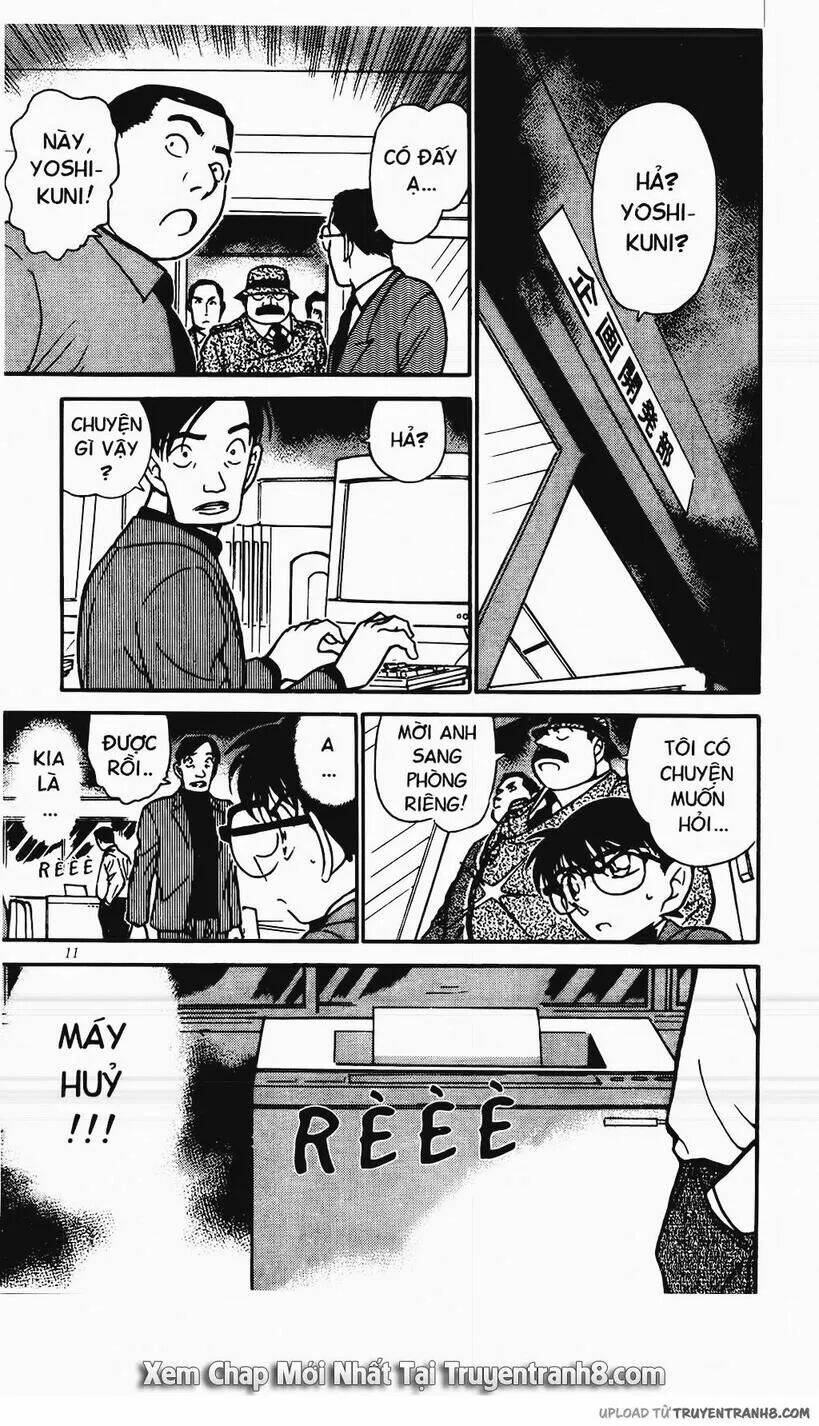 HẢ?
YOSHI-
KUNI?
企画開発部
CÓ ĐẤY
Ạ...
NÀY,
YOSHI-
KUNI!
HẢ?
CHUYỆN
GÌ VẬY
?
TÔI CÓ
CHUYỆN
MUỐN
HỎI...
MỜI ANH
SANG
PHÒNG
RIÊNG!
A
...
ĐƯỢC
RỒI..
KIA
LÀ
...
RÈÈÈ
11
MÁY
HUỶ
!!!
RÈÈÈ
Xem Chap Mới Nhất Tại Truyentranh8.com
UPLOAD TỪ TRUYENTRANH8.COM